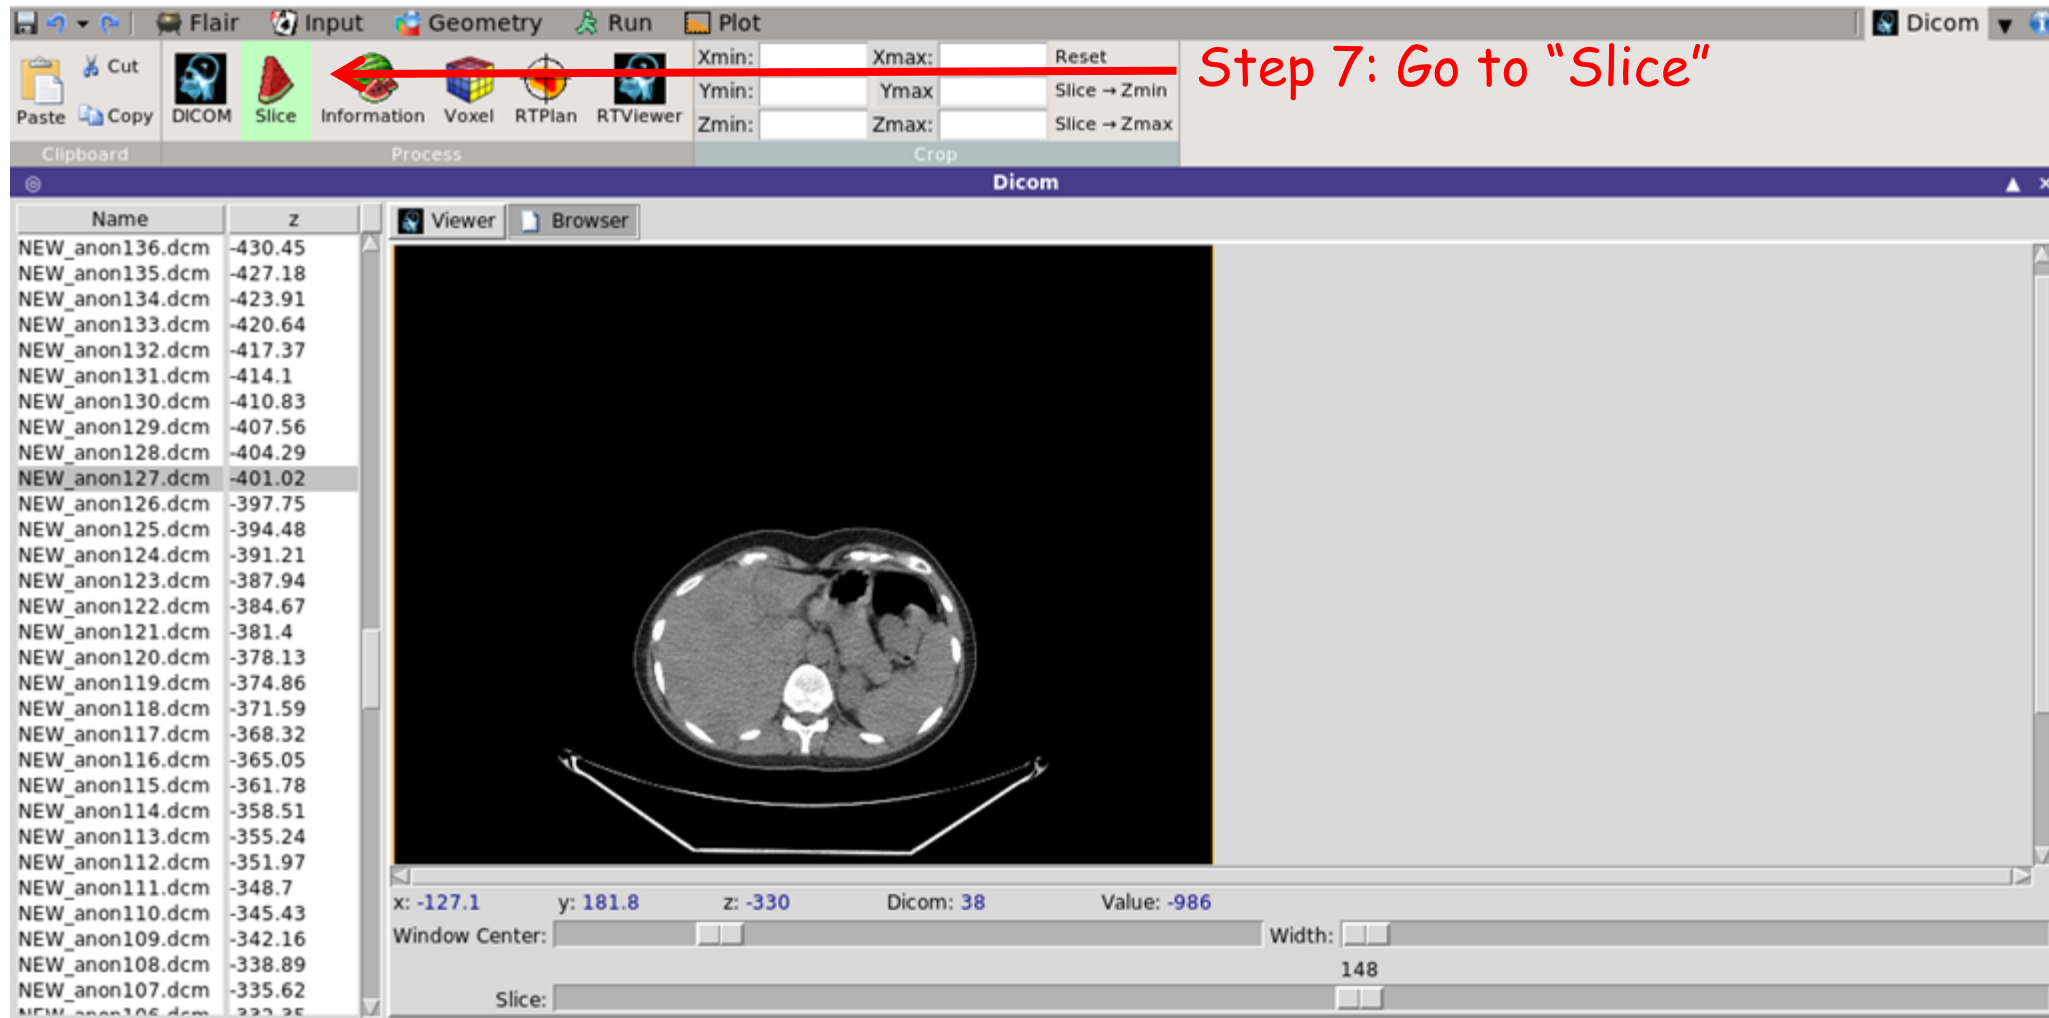 Flair Input Geometry Run Plot Dicom
Step 7: Go to “Slice”
Paste Cut Copy
DICOM Slice Information Voxel RTPlan RTViewer
Xmin: Xmax: Reset
Ymin: Ymax Slice → Zmin
Zmin: Zmax: Slice → Zmax
Clipboard Process Crop
Dicom
Name z
Viewer Browser
NEW_anon136.dcm -430.45
NEW_anon135.dcm -427.18
NEW_anon134.dcm -423.91
NEW_anon133.dcm -420.64
NEW_anon132.dcm -417.37
NEW_anon131.dcm -414.1
NEW_anon130.dcm -410.83
NEW_anon129.dcm -407.56
NEW_anon128.dcm -404.29
NEW_anon127.dcm -401.02
NEW_anon126.dcm -397.75
NEW_anon125.dcm -394.48
NEW_anon124.dcm -391.21
NEW_anon123.dcm -387.94
NEW_anon122.dcm -384.67
NEW_anon121.dcm -381.4
NEW_anon120.dcm -378.13
NEW_anon119.dcm -374.86
NEW_anon118.dcm -371.59
NEW_anon117.dcm -368.32
NEW_anon116.dcm -365.05
NEW_anon115.dcm -361.78
NEW_anon114.dcm -358.51
NEW_anon113.dcm -355.24
NEW_anon112.dcm -351.97
NEW_anon111.dcm -348.7
NEW_anon110.dcm -345.43
NEW_anon109.dcm -342.16
NEW_anon108.dcm -338.89
NEW_anon107.dcm -335.62
NEW_anon106.dcm -332.35
x: -127.1 y: 181.8 z: -330 Dicom: 38 Value: -986
Window Center: Width:
148
Slice: